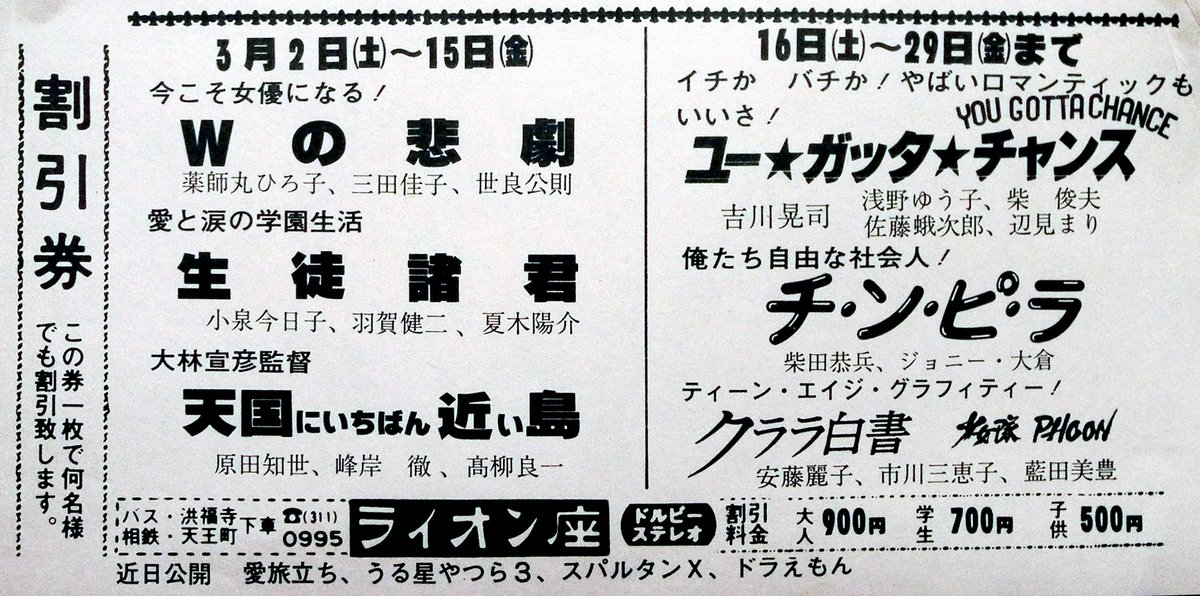 割引券
この券一枚で何名様
でも割引致します。
3月2日㈯〜15日㈮
今こそ女優になる!
Wの悲劇
薬師丸ひろ子、三田佳子、世良公則
愛と涙の学園生活
生徒諸君
小泉今日子、羽賀健二、夏木陽介
大林宣彦監督
天国にいちばん近い島
原田知世、峰岸 徹、髙柳良一
16日㈯〜29日㈮まで
イチか バチか!やばいロマンティックも
いいさ!
YOU GOTTA CHANCE
ユー★ガッタ★チャンス
吉川晃司
浅野ゆう子、柴 俊夫
佐藤蛾次郎、辺見まり
俺たち自由な社会人!
チ・ン・ピ・ラ
柴田恭兵、ジョニー・大倉
ティーン・エイジ・グラフィティー!
クララ白書 少女隊 PHOON
安藤麗子、市川三恵子、藍田美豊
バス・洪福寺
相鉄・天王町
下車
☎(311)
0995
ライオン座
ドルビー
ステレオ
割引
料金
大人 900円
学生 700円
子供 500円
近日公開 愛旅立ち、うる星やつら3、スパルタンX、ドラえもん